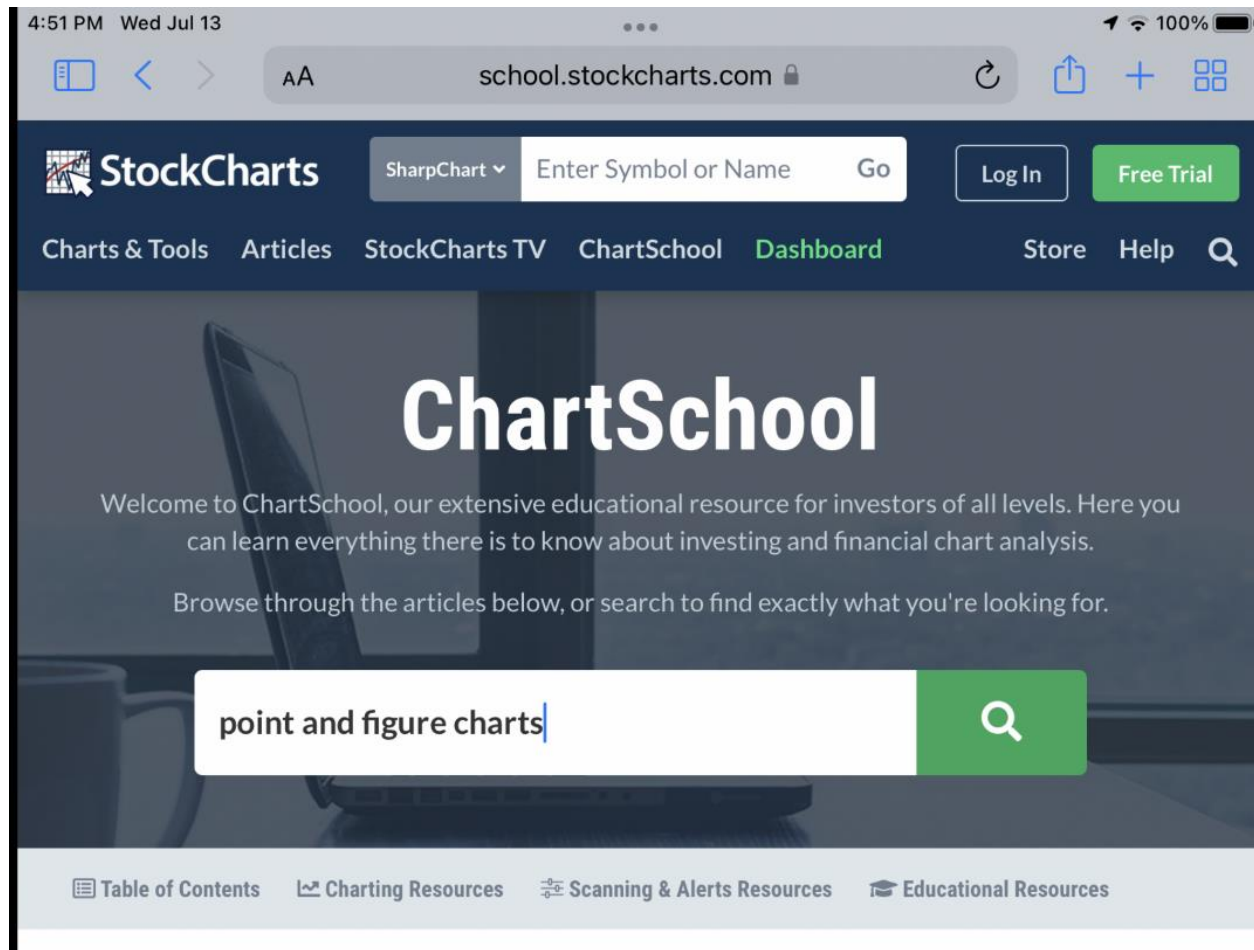 4:51 PM Wed Jul 13
100%
AA school.stockcharts.com
StockCharts SharpChart Enter Symbol or Name Go Log In Free Trial
Charts & Tools Articles StockCharts TV ChartSchool Dashboard Store Help
ChartSchool
Welcome to ChartSchool, our extensive educational resource for investors of all levels. Here you
can learn everything there is to know about investing and financial chart analysis.
Browse through the articles below, or search to find exactly what you're looking for.
point and figure charts
Table of Contents Charting Resources Scanning & Alerts Resources Educational Resources